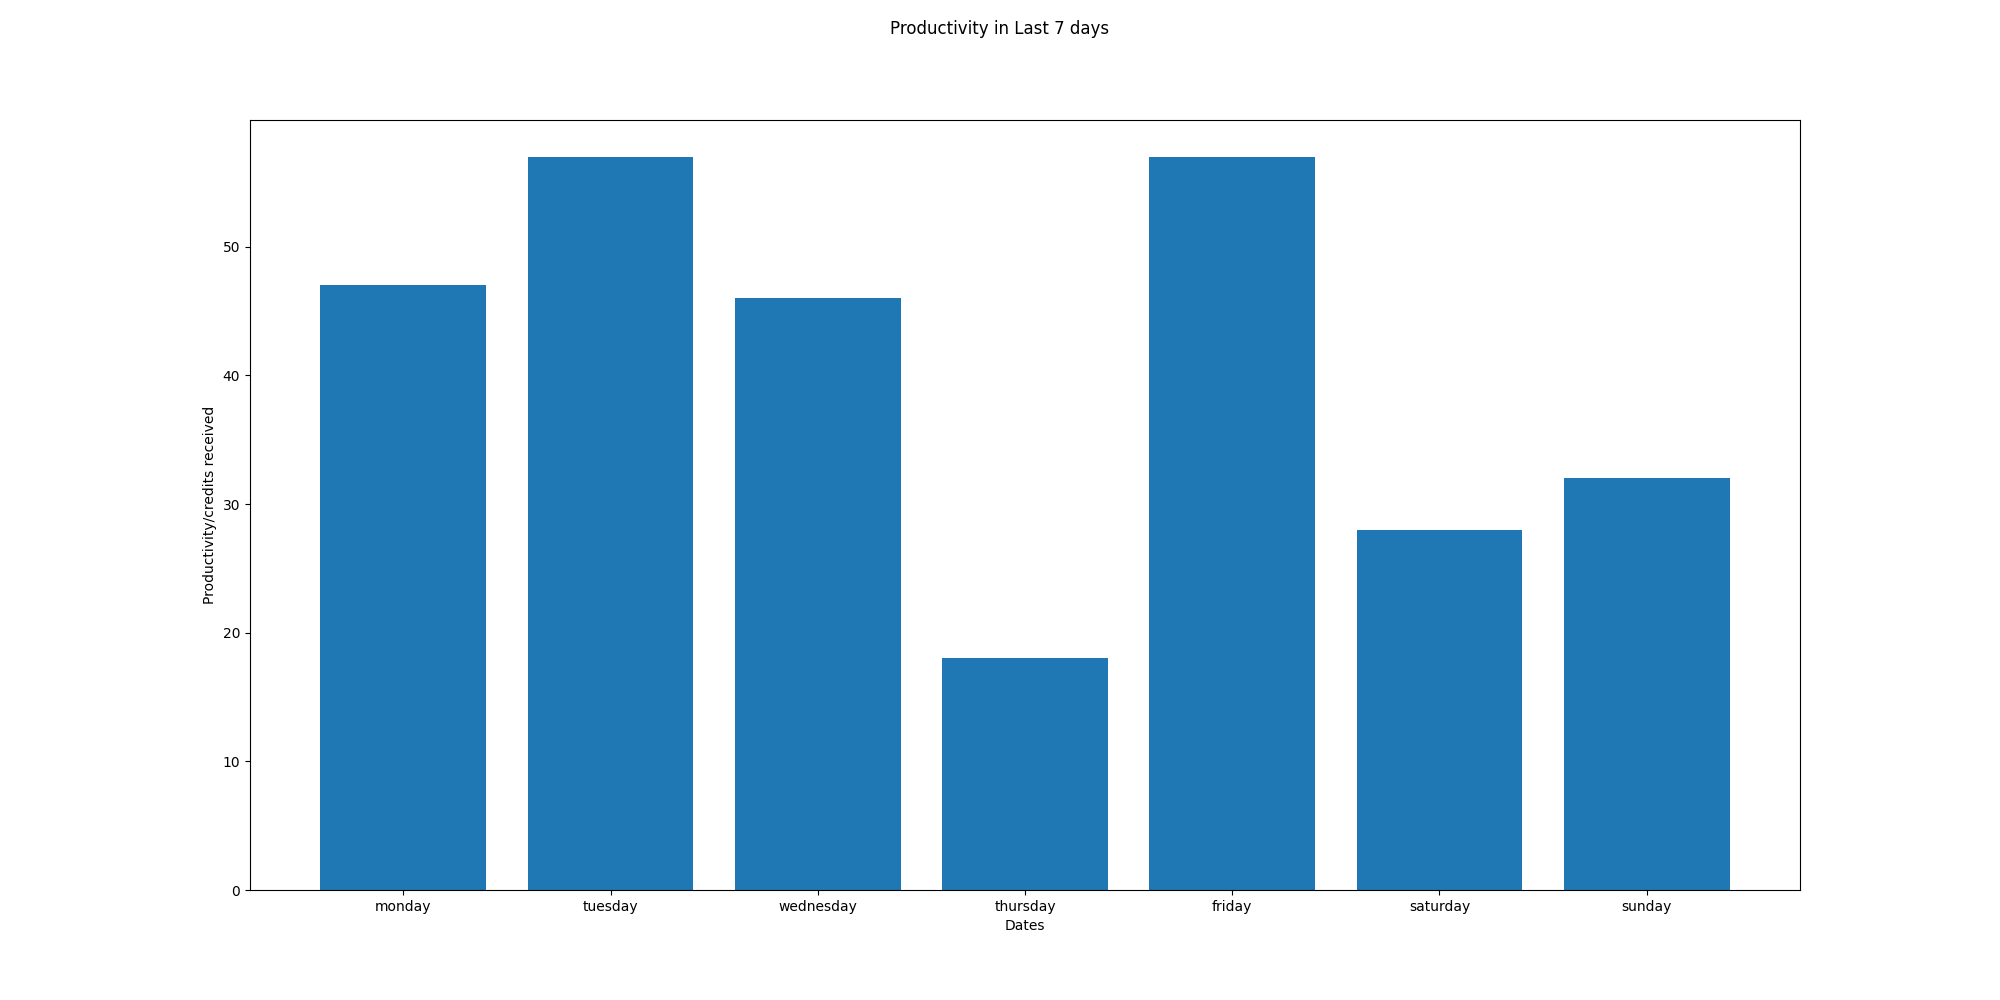 Productivity in Last 7 days
Productivity/credits received
50
40
30
20
10
0
monday tuesday wednesday thursday friday saturday sunday
Dates